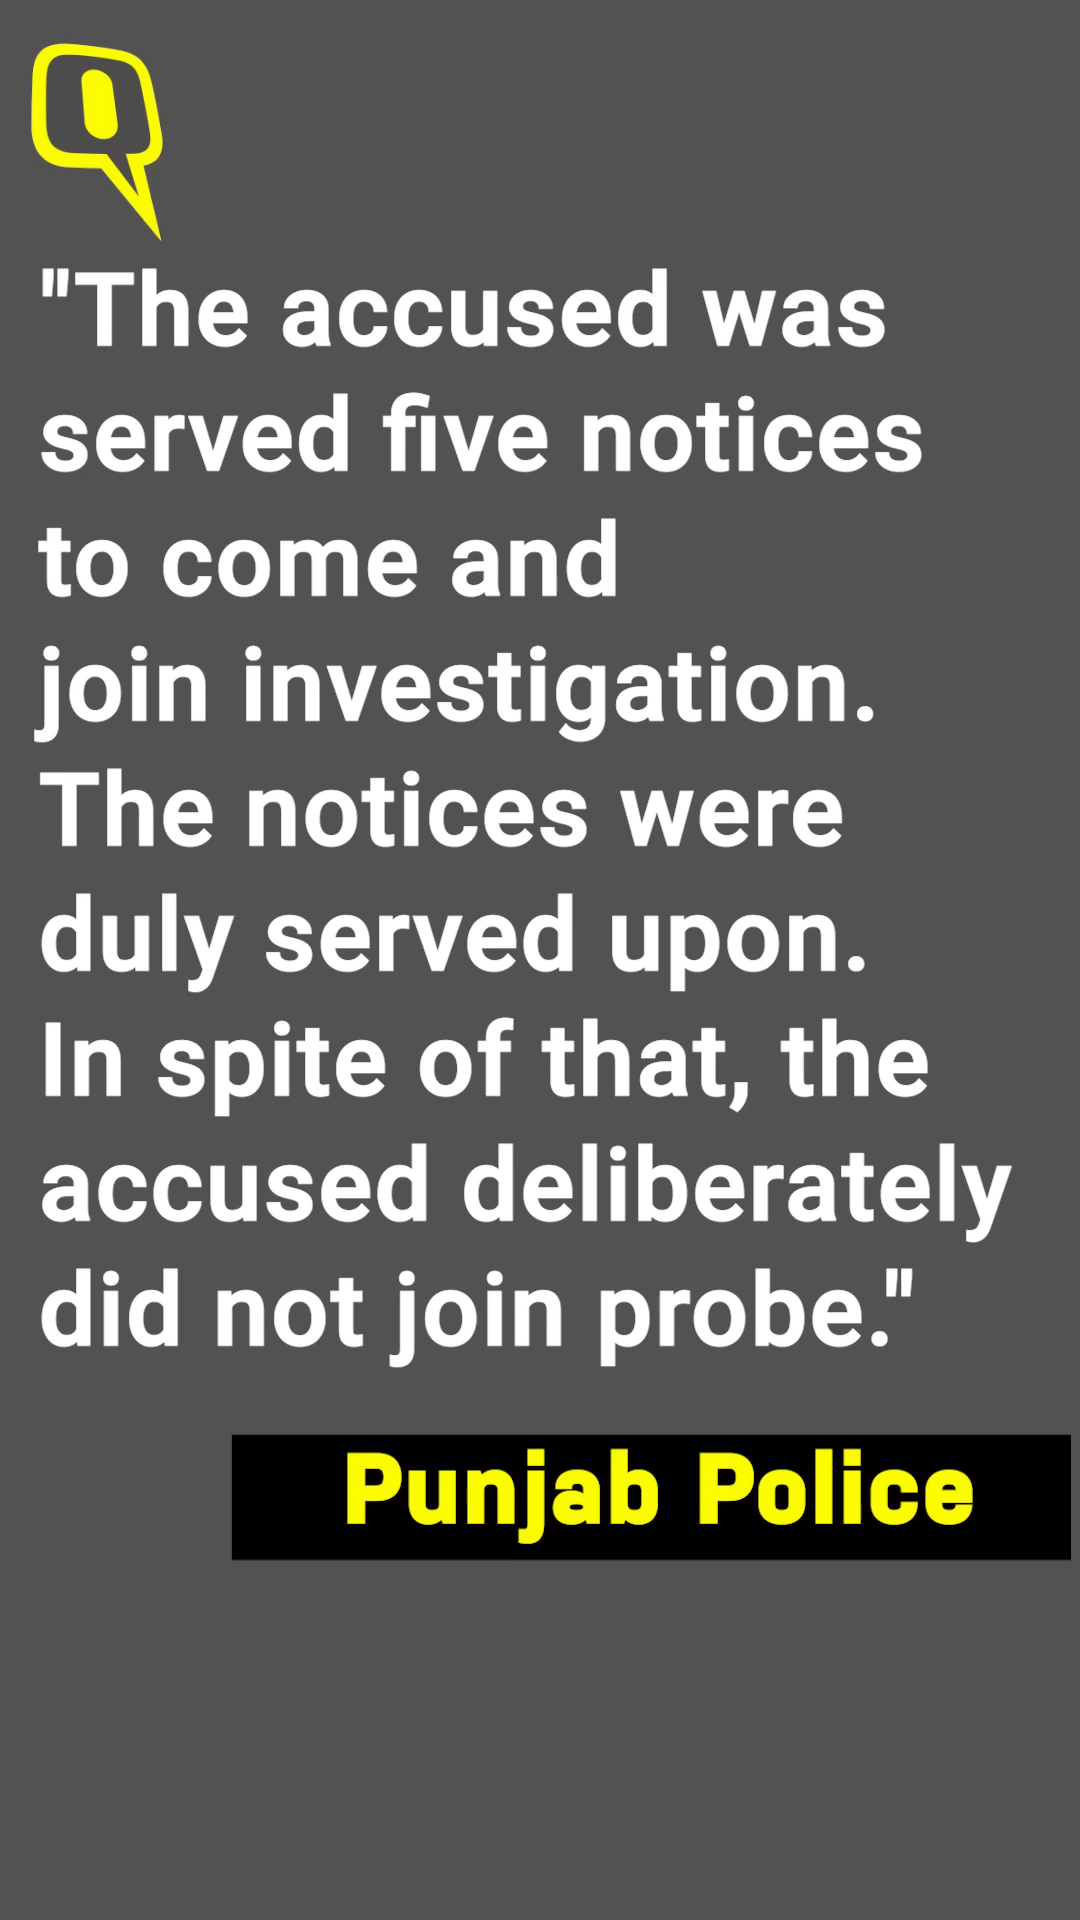 "The accused was
served five notices
to come and
join investigation.
The notices were
duly served upon.
In spite of that, the
accused deliberately
did not join probe."
Punjab Police